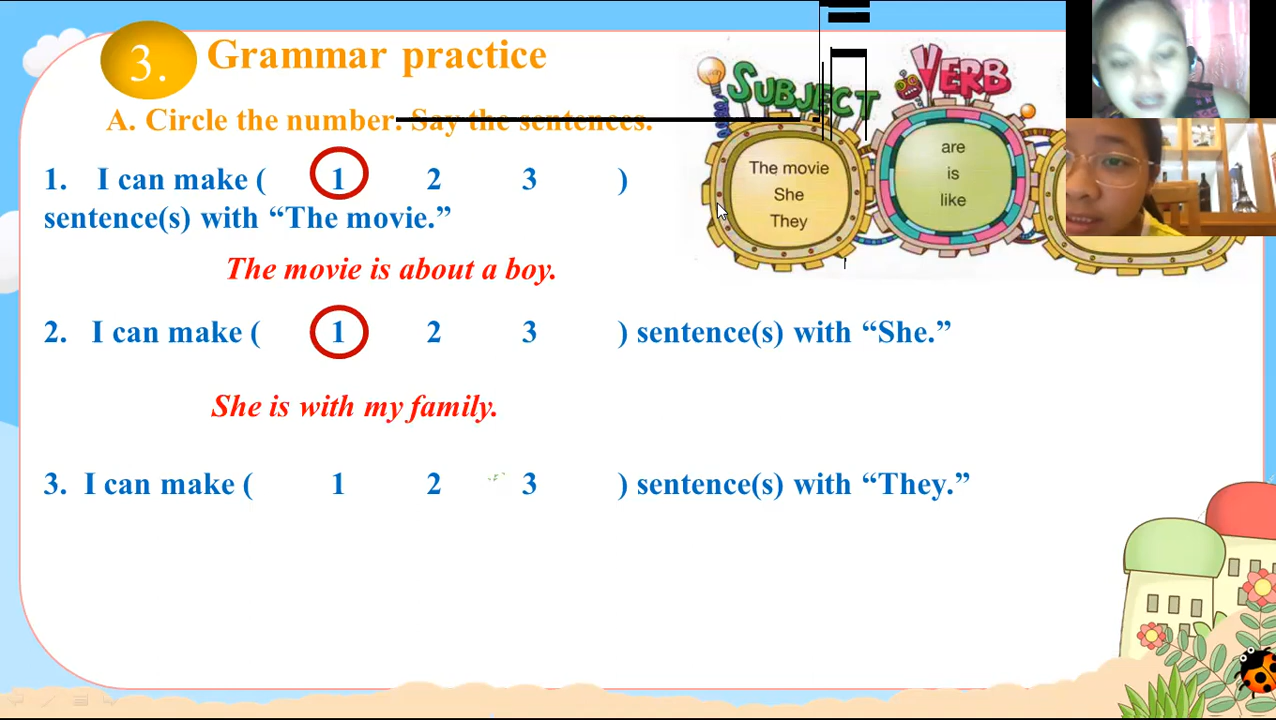 3. Grammar practice
A. Circle the number. Say the sentences.
SUBJECT
VERB
The movie
She
They
are
is
like
1. I can make ( 1 2 3 )
sentence(s) with “The movie.”
The movie is about a boy.
2. I can make ( 1 2 3 ) sentence(s) with “She.”
She is with my family.
3. I can make ( 1 2 3 ) sentence(s) with “They.”